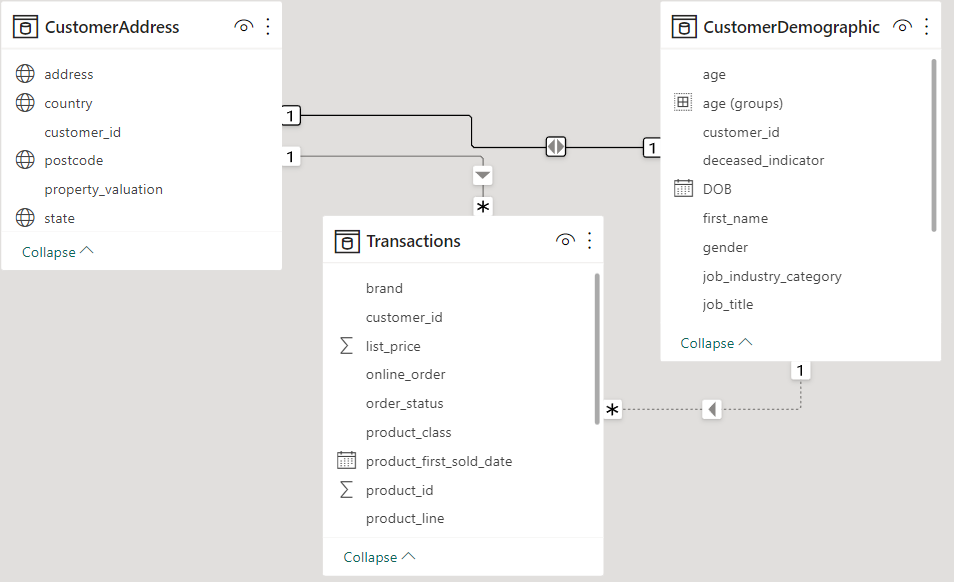 CustomerAddress
address
country
customer_id
postcode
property_valuation
state
Collapse
CustomerDemographic
age
age (groups)
customer_id
deceased_indicator
DOB
first_name
gender
job_industry_category
job_title
Collapse
1
1
1
*
Transactions
brand
customer_id
list_price
online_order
order_status
product_class
product_first_sold_date
product_id
product_line
Collapse
1
*